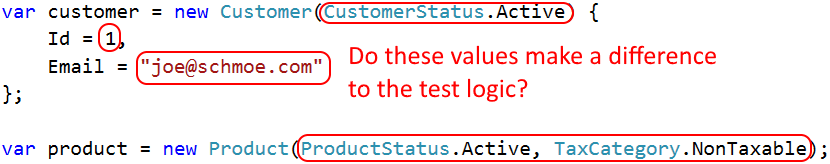 var customer = new Customer(CustomerStatus.Active) {
Id = 1,
Email = "joe@schmoe.com"
};
Do these values make a difference
to the test logic?
var product = new Product(ProductStatus.Active, TaxCategory.NonTaxable);